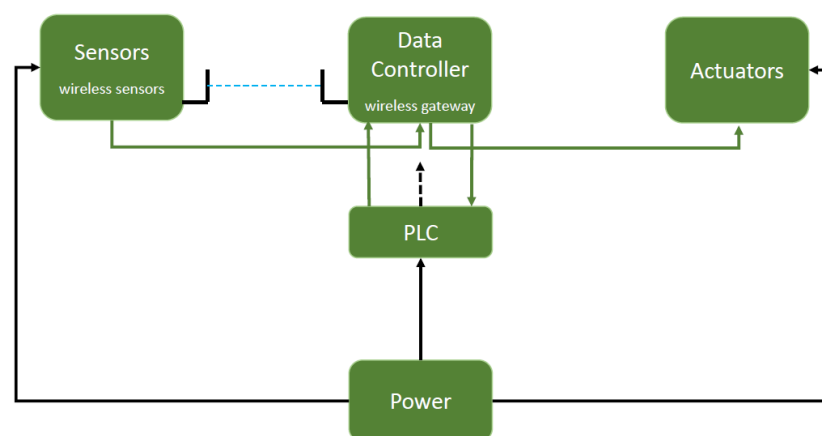 Sensors
wireless sensors
Data
Controller
wireless gateway
Actuators
PLC
Power